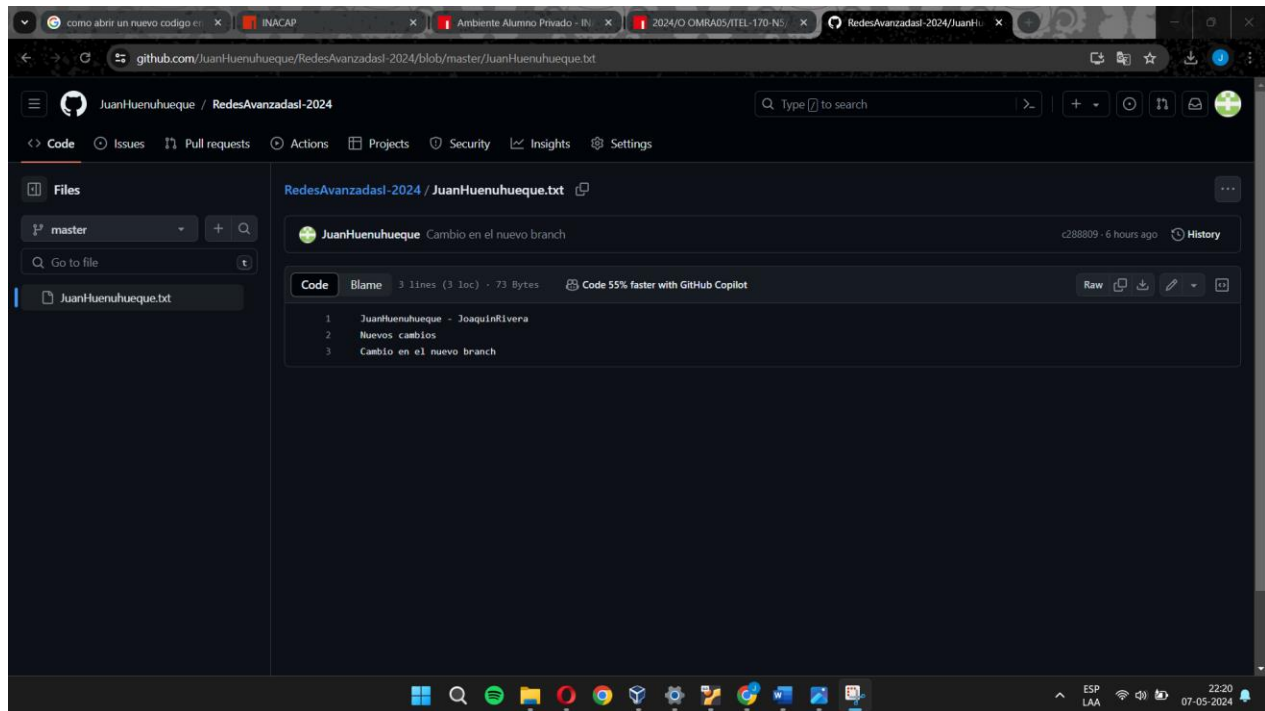 como abrir un nuevo codigo en
INACAP
Ambiente Alumno Privado - IN
2024/O OMRA05/ITEL-170-N5/
RedesAvanzadasI-2024/JuanHu
github.com/JuanHuenuhueque/RedesAvanzadasI-2024/blob/master/JuanHuenuhueque.txt
JuanHuenuhueque / RedesAvanzadasI-2024
Type / to search
Code Issues Pull requests Actions Projects Security Insights Settings
Files
RedesAvanzadasI-2024 / JuanHuenuhueque.txt
master
JuanHuenuhueque Cambio en el nuevo branch
c288809 · 6 hours ago History
Go to file t
JuanHuenuhueque.txt
Code Blame 3 lines (3 loc) · 73 Bytes Code 55% faster with GitHub Copilot
Raw
1 JuanHuenuhueque - JoaquinRivera
2 Nuevos cambios
3 Cambio en el nuevo branch
ESP
LAA
22:20
07-05-2024